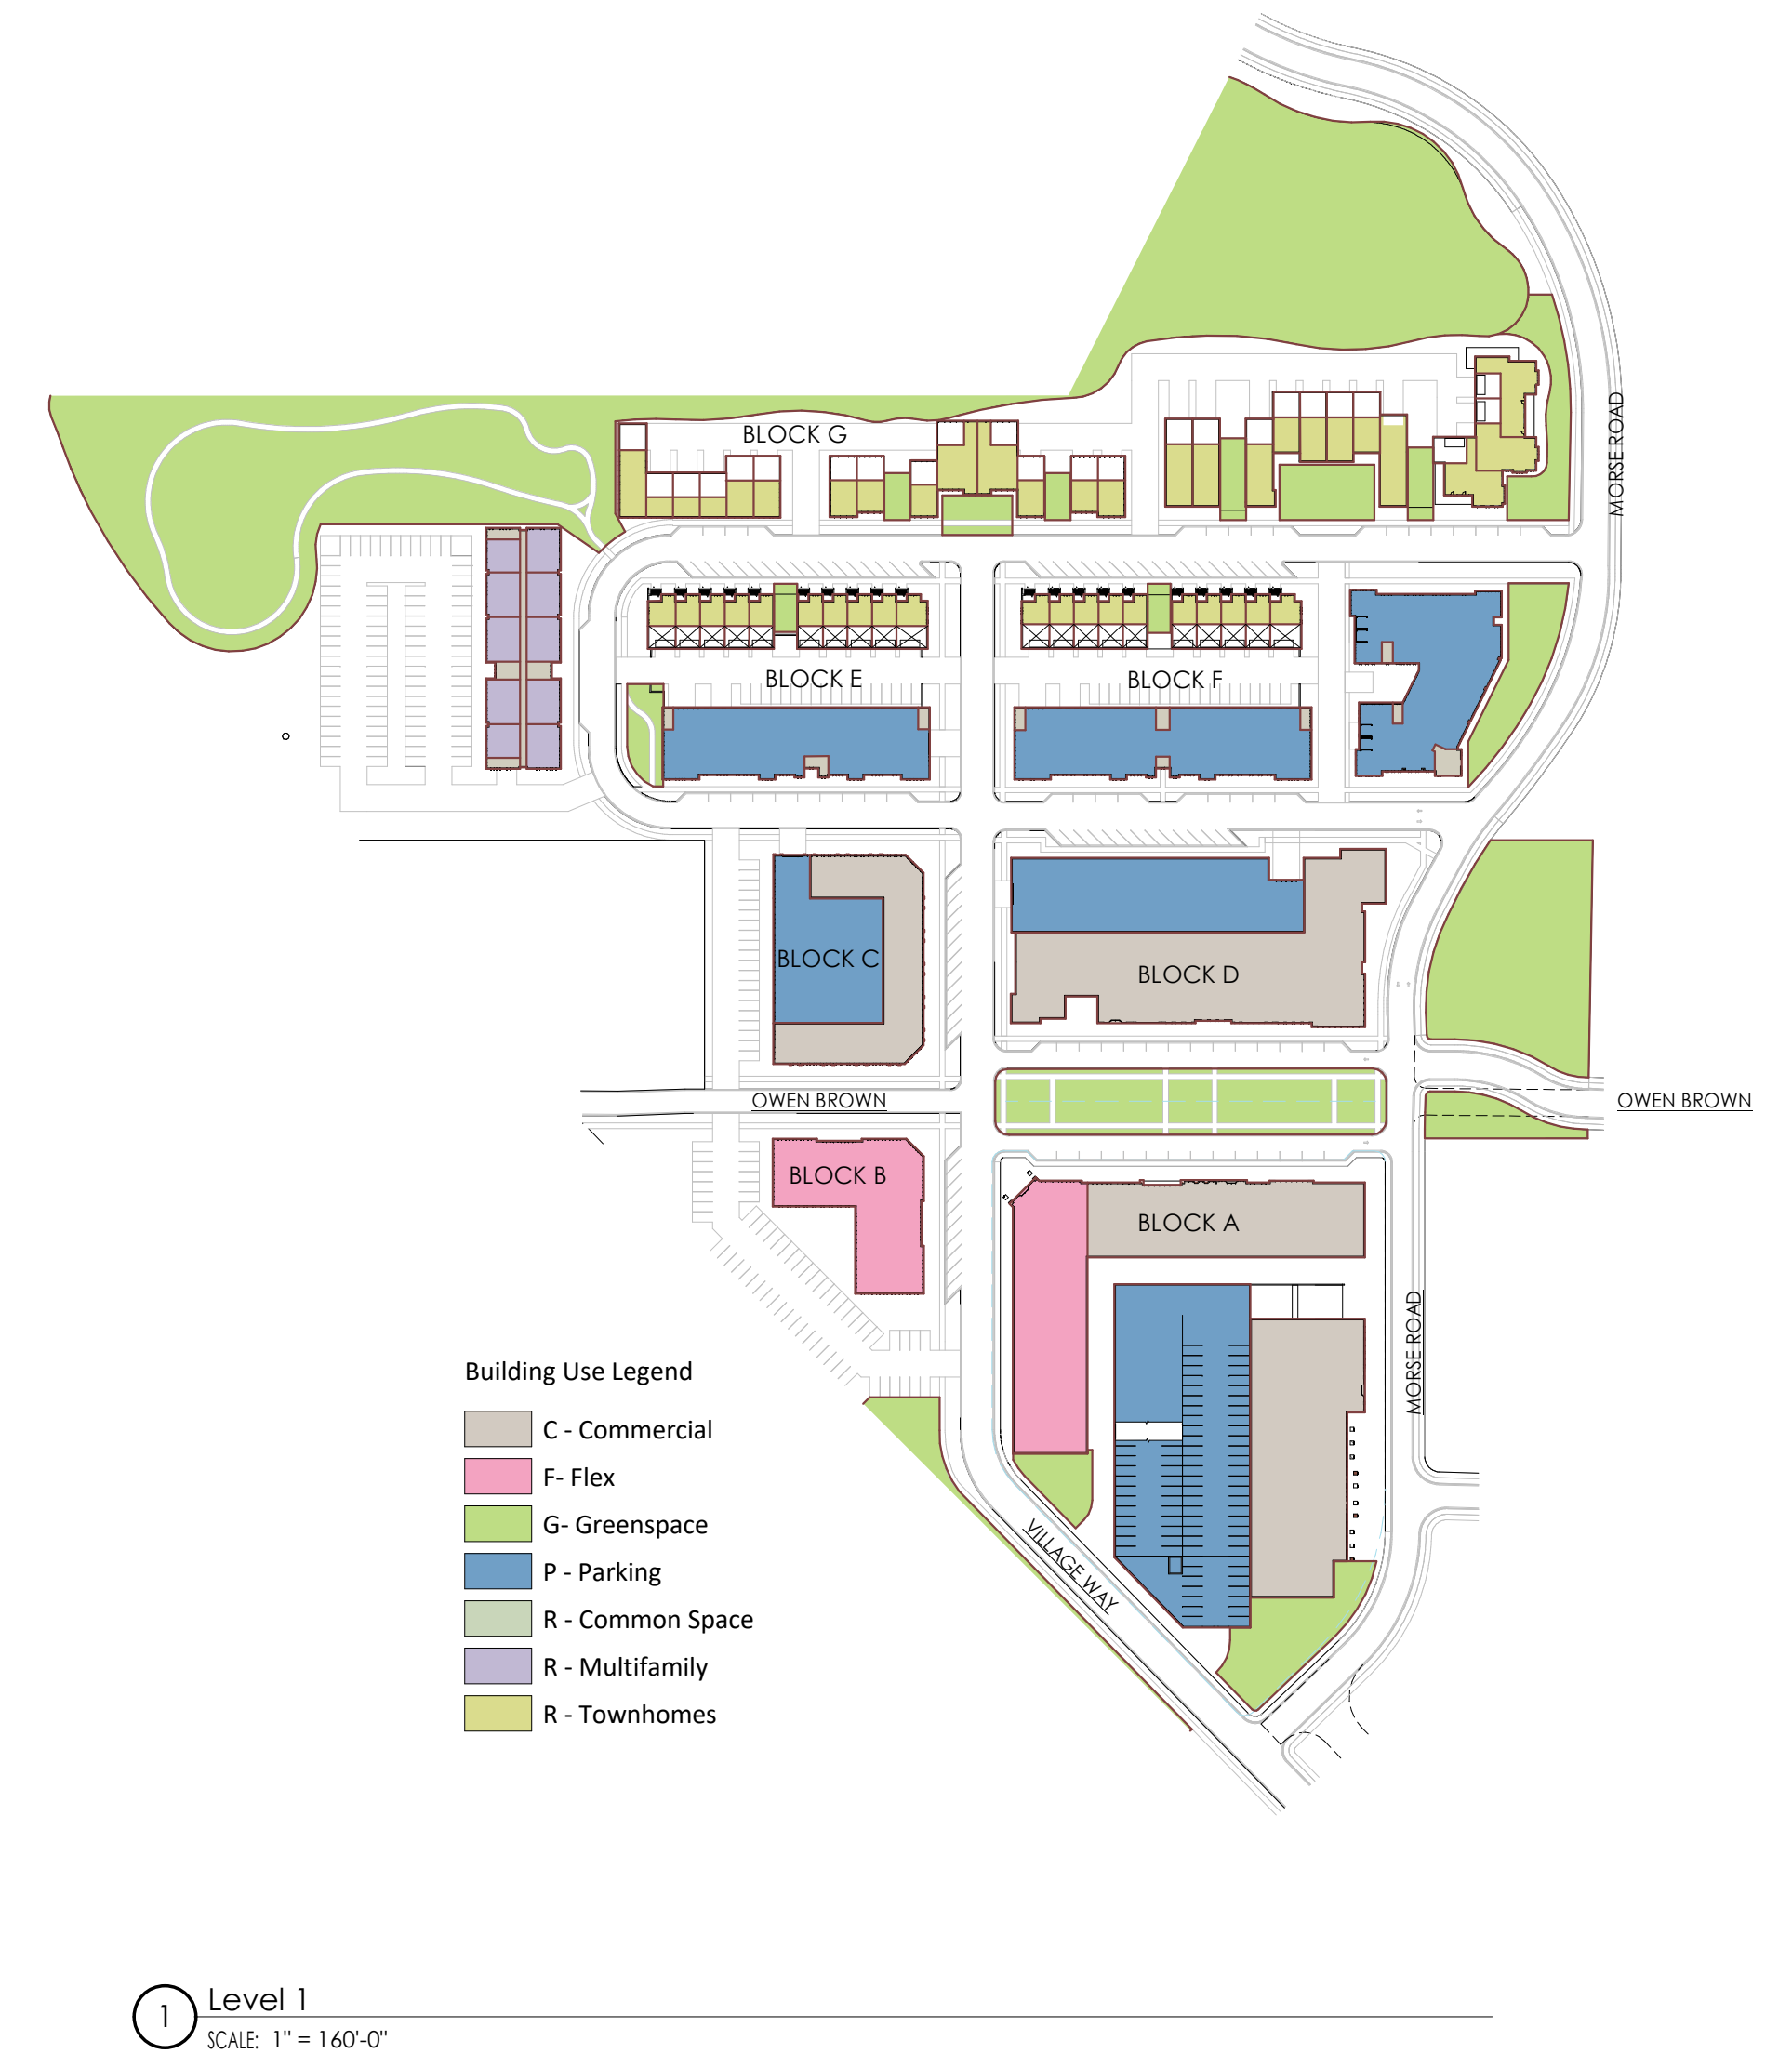 BLOCK G
MORSE ROAD
BLOCK E
BLOCK F
BLOCK C
BLOCK D
OWEN BROWN
OWEN BROWN
BLOCK B
BLOCK A
MORSE ROAD
VILLAGE WAY
Building Use Legend
C - Commercial
F- Flex
G- Greenspace
P - Parking
R - Common Space
R - Multifamily
R - Townhomes
1
Level 1
SCALE: 1" = 160'-0"